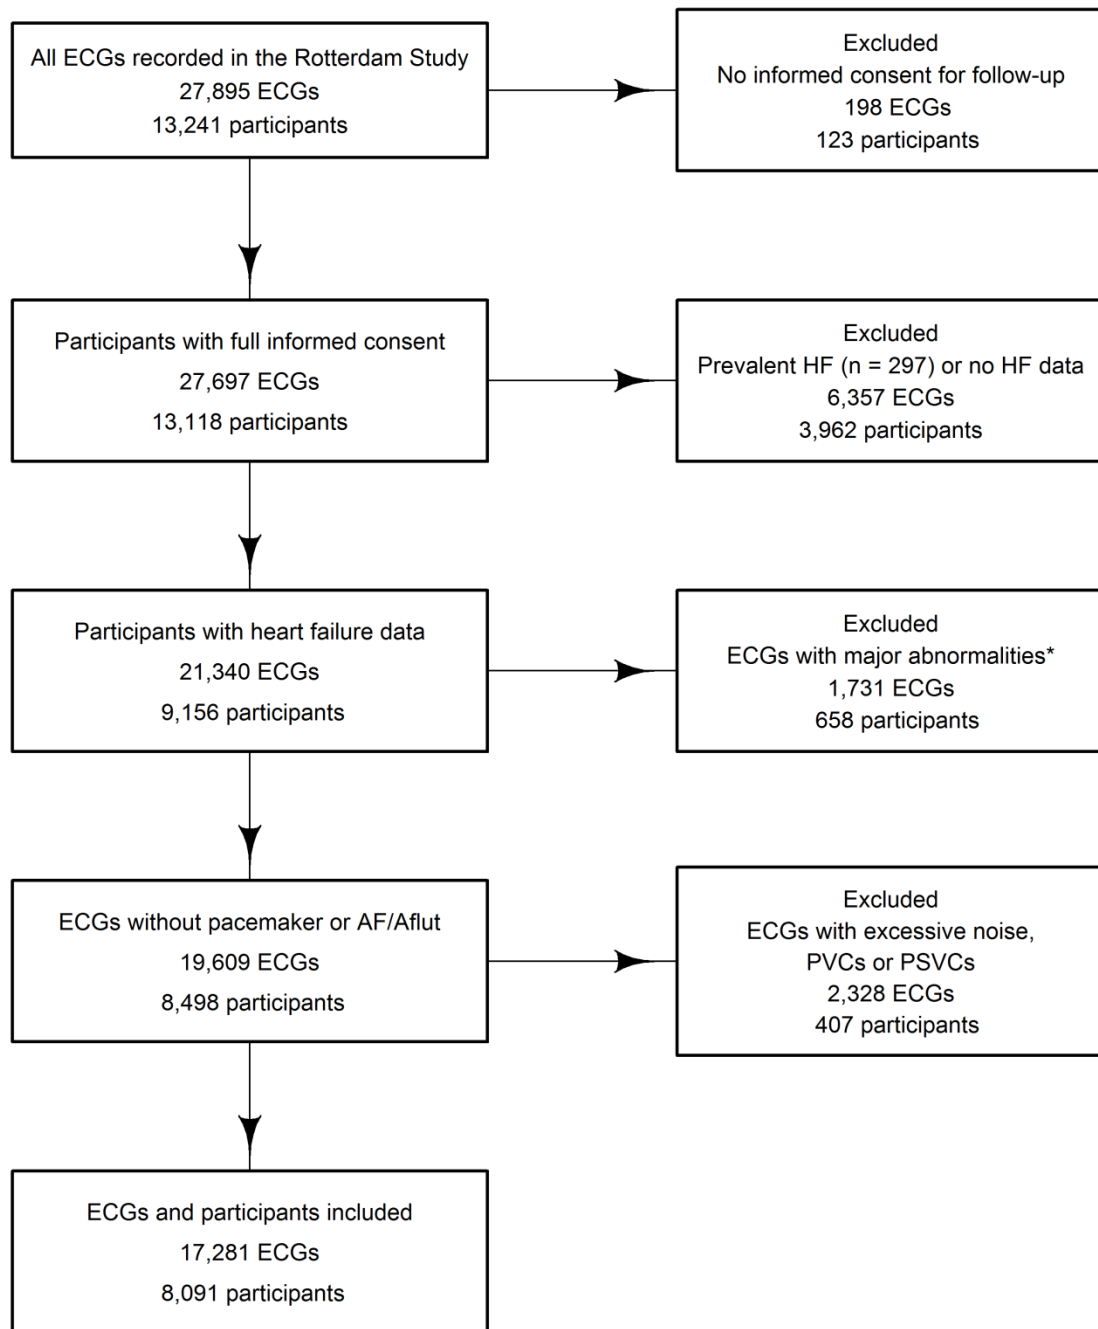 All ECGs recorded in the Rotterdam Study
27,895 ECGs
13,241 participants
Excluded
No informed consent for follow-up
198 ECGs
123 participants
Participants with full informed consent
27,697 ECGs
13,118 participants
Excluded
Prevalent HF (n = 297) or no HF data
6,357 ECGs
3,962 participants
Participants with heart failure data
21,340 ECGs
9,156 participants
Excluded
ECGs with major abnormalities*
1,731 ECGs
658 participants
ECGs without pacemaker or AF/Aflut
19,609 ECGs
8,498 participants
Excluded
ECGs with excessive noise,
PVCs or PSVCs
2,328 ECGs
407 participants
ECGs and participants included
17,281 ECGs
8,091 participants